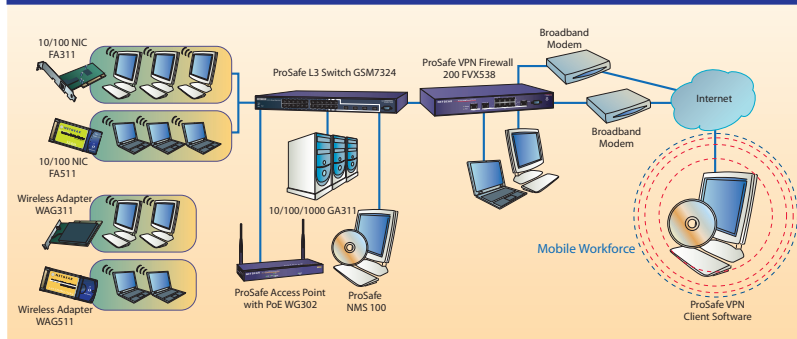 10/100 NIC
FA311
10/100 NIC
FA511
Wireless Adapter
WAG311
Wireless Adapter
WAG511
ProSafe L3 Switch GSM7324
10/100/1000 GA311
ProSafe Access Point
with PoE WG302
ProSafe
NMS 100
ProSafe VPN Firewall
200 FVX538
Broadband
Modem
Broadband
Modem
Internet
Mobile Workforce
ProSafe VPN
Client Software